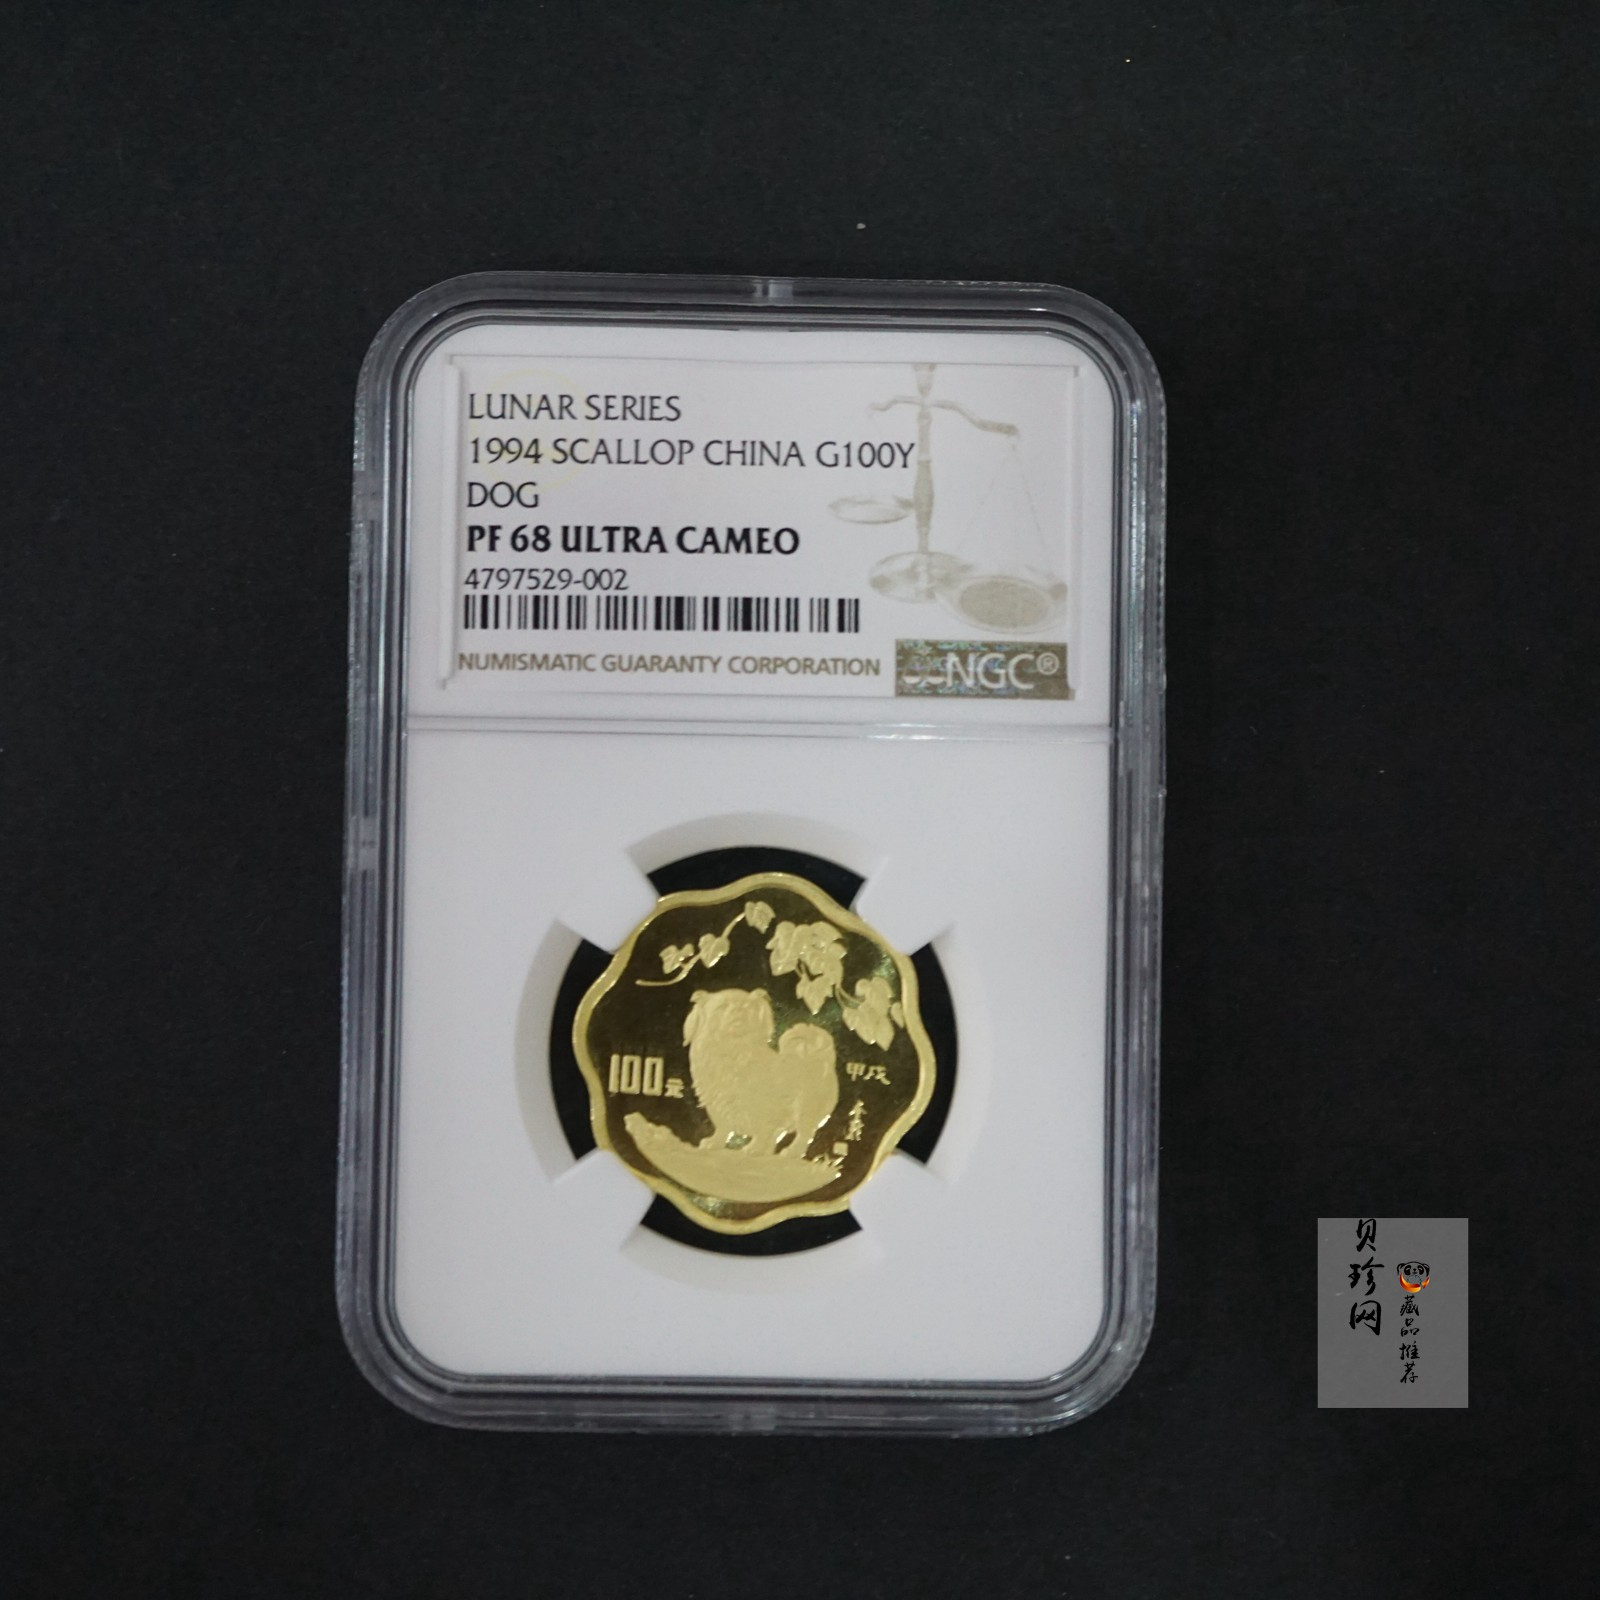 LUNAR SERIES
1994 SCALLOP CHINA G100Y
DOG
PF 68 ULTRA CAMEO
4797529-002
NUMISMATIC GUARANTY CORPORATION
NGC®
100元
甲戌
贝珍网
藏品推荐